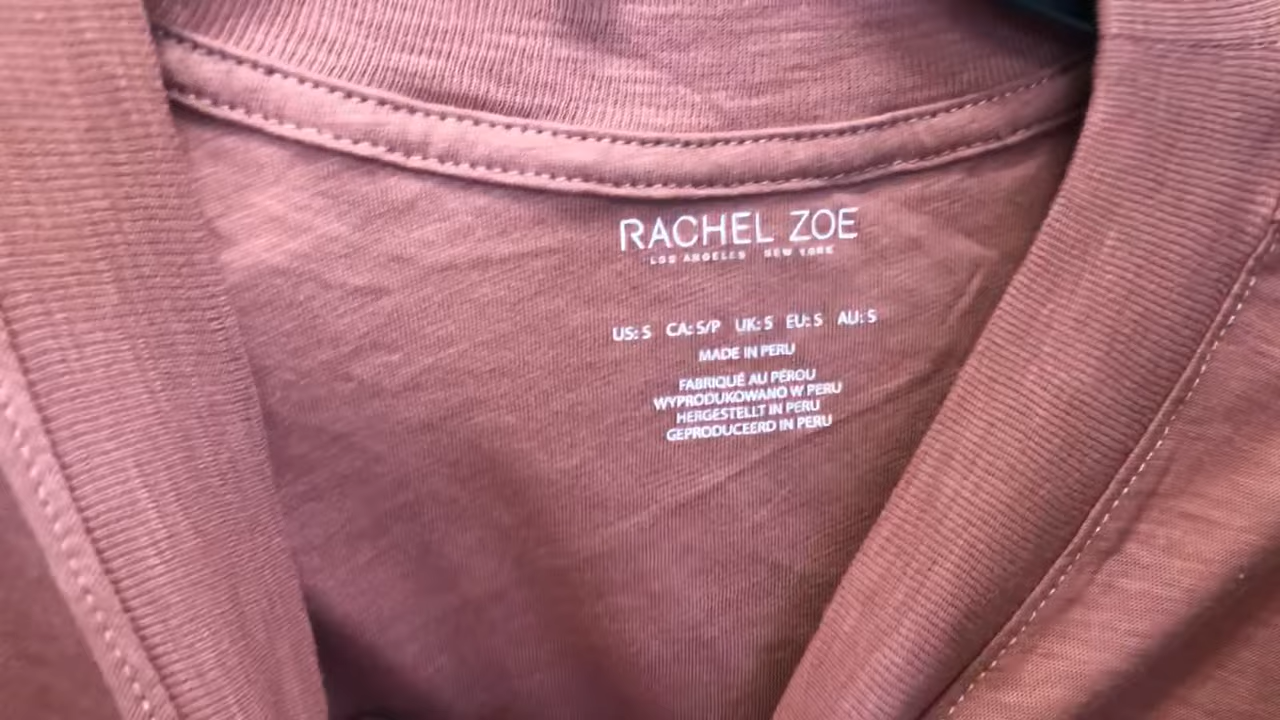 RACHEL ZOE
LOS ANGELES NEW YORK
US: S CA: S/P UK: S EU: S AU: S
MADE IN PERU
FABRIQUÉ AU PÉROU
WYPRODUKOWANO W PERU
HERGESTELLT IN PERU
GEPRODUCEERD IN PERU